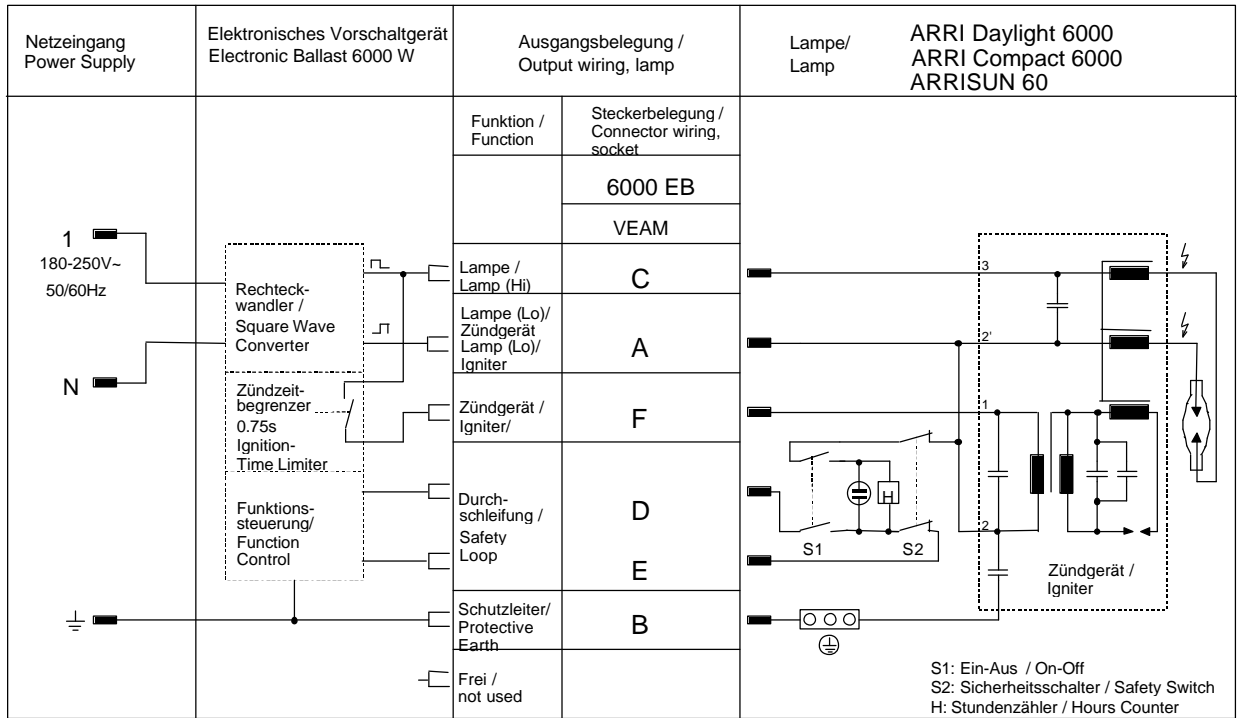 Netzeingang
Power Supply
Elektronisches Vorschaltgerät
Electronic Ballast 6000 W
Ausgangsbelegung /
Output wiring, lamp
Lampe/
Lamp
ARRI Daylight 6000
ARRI Compact 6000
ARRISUN 60
Funktion /
Function
Steckerbelegung /
Connector wiring,
socket
6000 EB
VEAM
1
180-250V~
50/60Hz
N
Rechteck-
wandler /
Square Wave
Converter
Zündzeit-
begrenzer
0.75s
Ignition-
Time Limiter
Funktions-
steuerung/
Function
Control
Lampe /
Lamp (Hi)
C
Lampe (Lo)/
Zündgerät
Lamp (Lo)/
Igniter
A
Zündgerät /
Igniter/
F
Durch-
schleifung /
Safety
Loop
D
E
Schutzleiter/
Protective
Earth
B
Frei /
not used
3
2'
1
2
H
S1
S2
Zündgerät /
Igniter
S1: Ein-Aus / On-Off
S2: Sicherheitsschalter / Safety Switch
H: Stundenzähler / Hours Counter